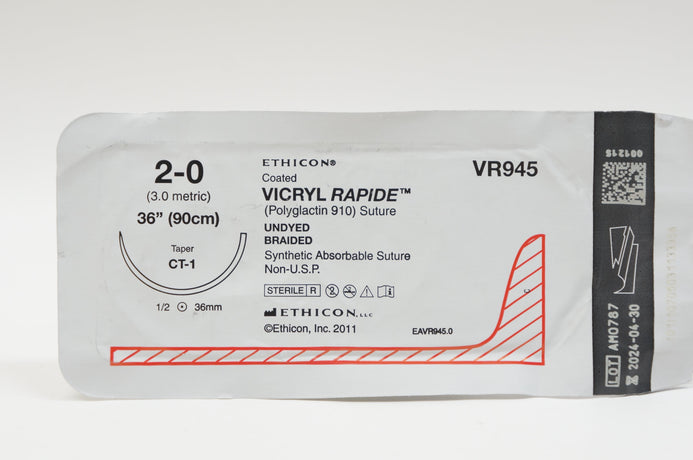 2-0
(3.0 metric)
36” (90cm)
Taper
CT-1
1/2 36mm
ETHICON®
Coated
VICRYL RAPIDE™
(Polyglactin 910) Suture
UNDYED
BRAIDED
Synthetic Absorbable Suture
Non-U.S.P.
STERILE R
ETHICON, LLC
©Ethicon, Inc. 2011
EAVR945.0
VR945
C
001215
LOT AM0787
2024-04-30